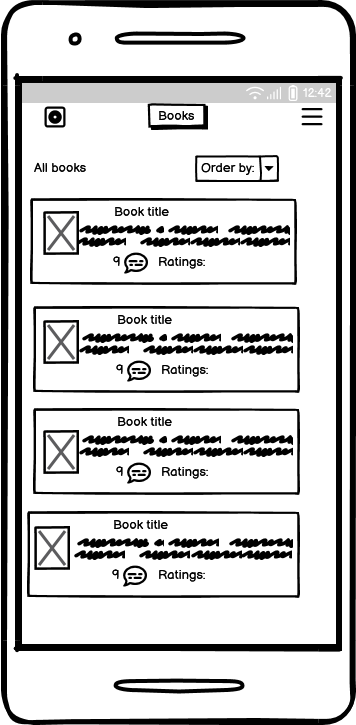 12:42
Books
All books
Order by:
Book title
9
Ratings:
Book title
9
Ratings:
Book title
9
Ratings:
Book title
9
Ratings: